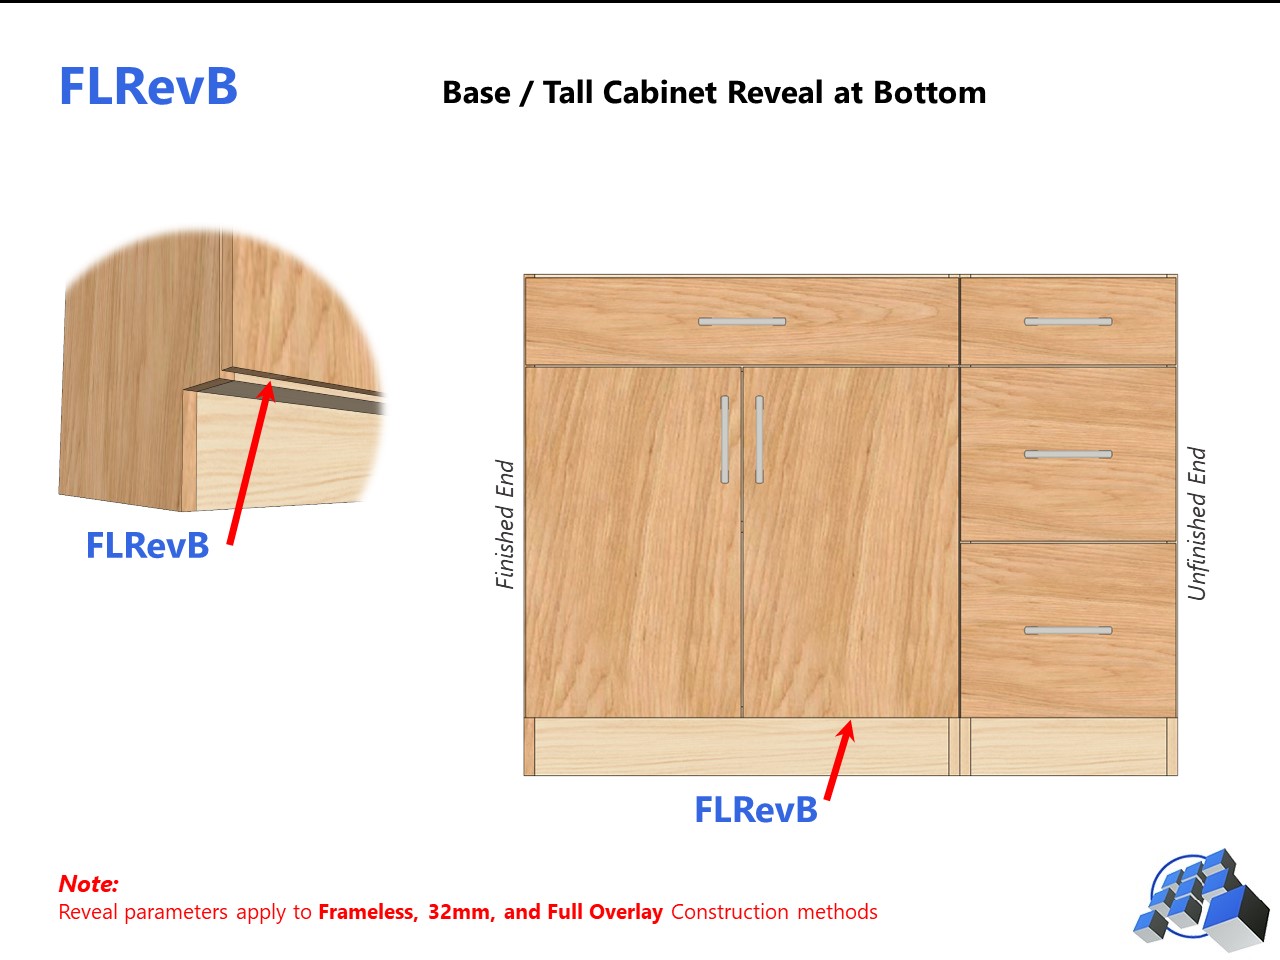 FLRevB
Base / Tall Cabinet Reveal at Bottom
Finished End
Unfinished End
FLRevB
FLRevB
Note:
Reveal parameters apply to Frameless, 32mm, and Full Overlay Construction methods